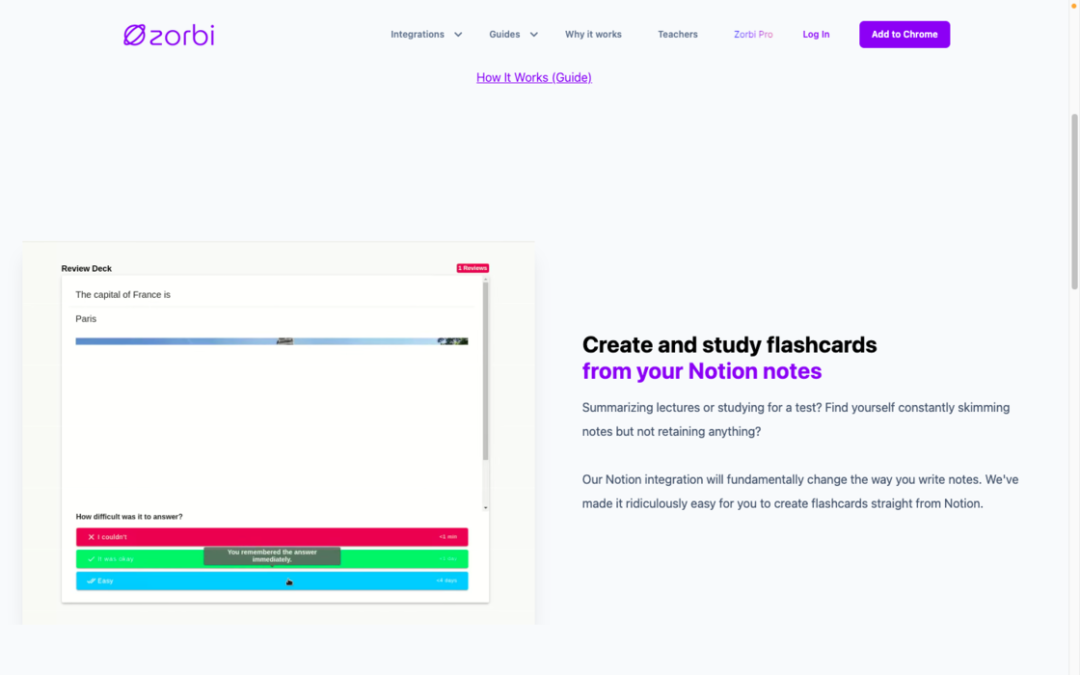 zorbi
Integrations
Guides
Why it works
Teachers
Zorbi Pro
Log In
Add to Chrome
How It Works (Guide)
Review Deck
1 Reviews
The capital of France is
Paris
How difficult was it to answer?
I couldn't
<1 min
It was okay
You remembered the answer
immediately.
Easy
Create and study flashcards
from your Notion notes
Summarizing lectures or studying for a test? Find yourself constantly skimming
notes but not retaining anything?
Our Notion integration will fundamentally change the way you write notes. We've
made it ridiculously easy for you to create flashcards straight from Notion.